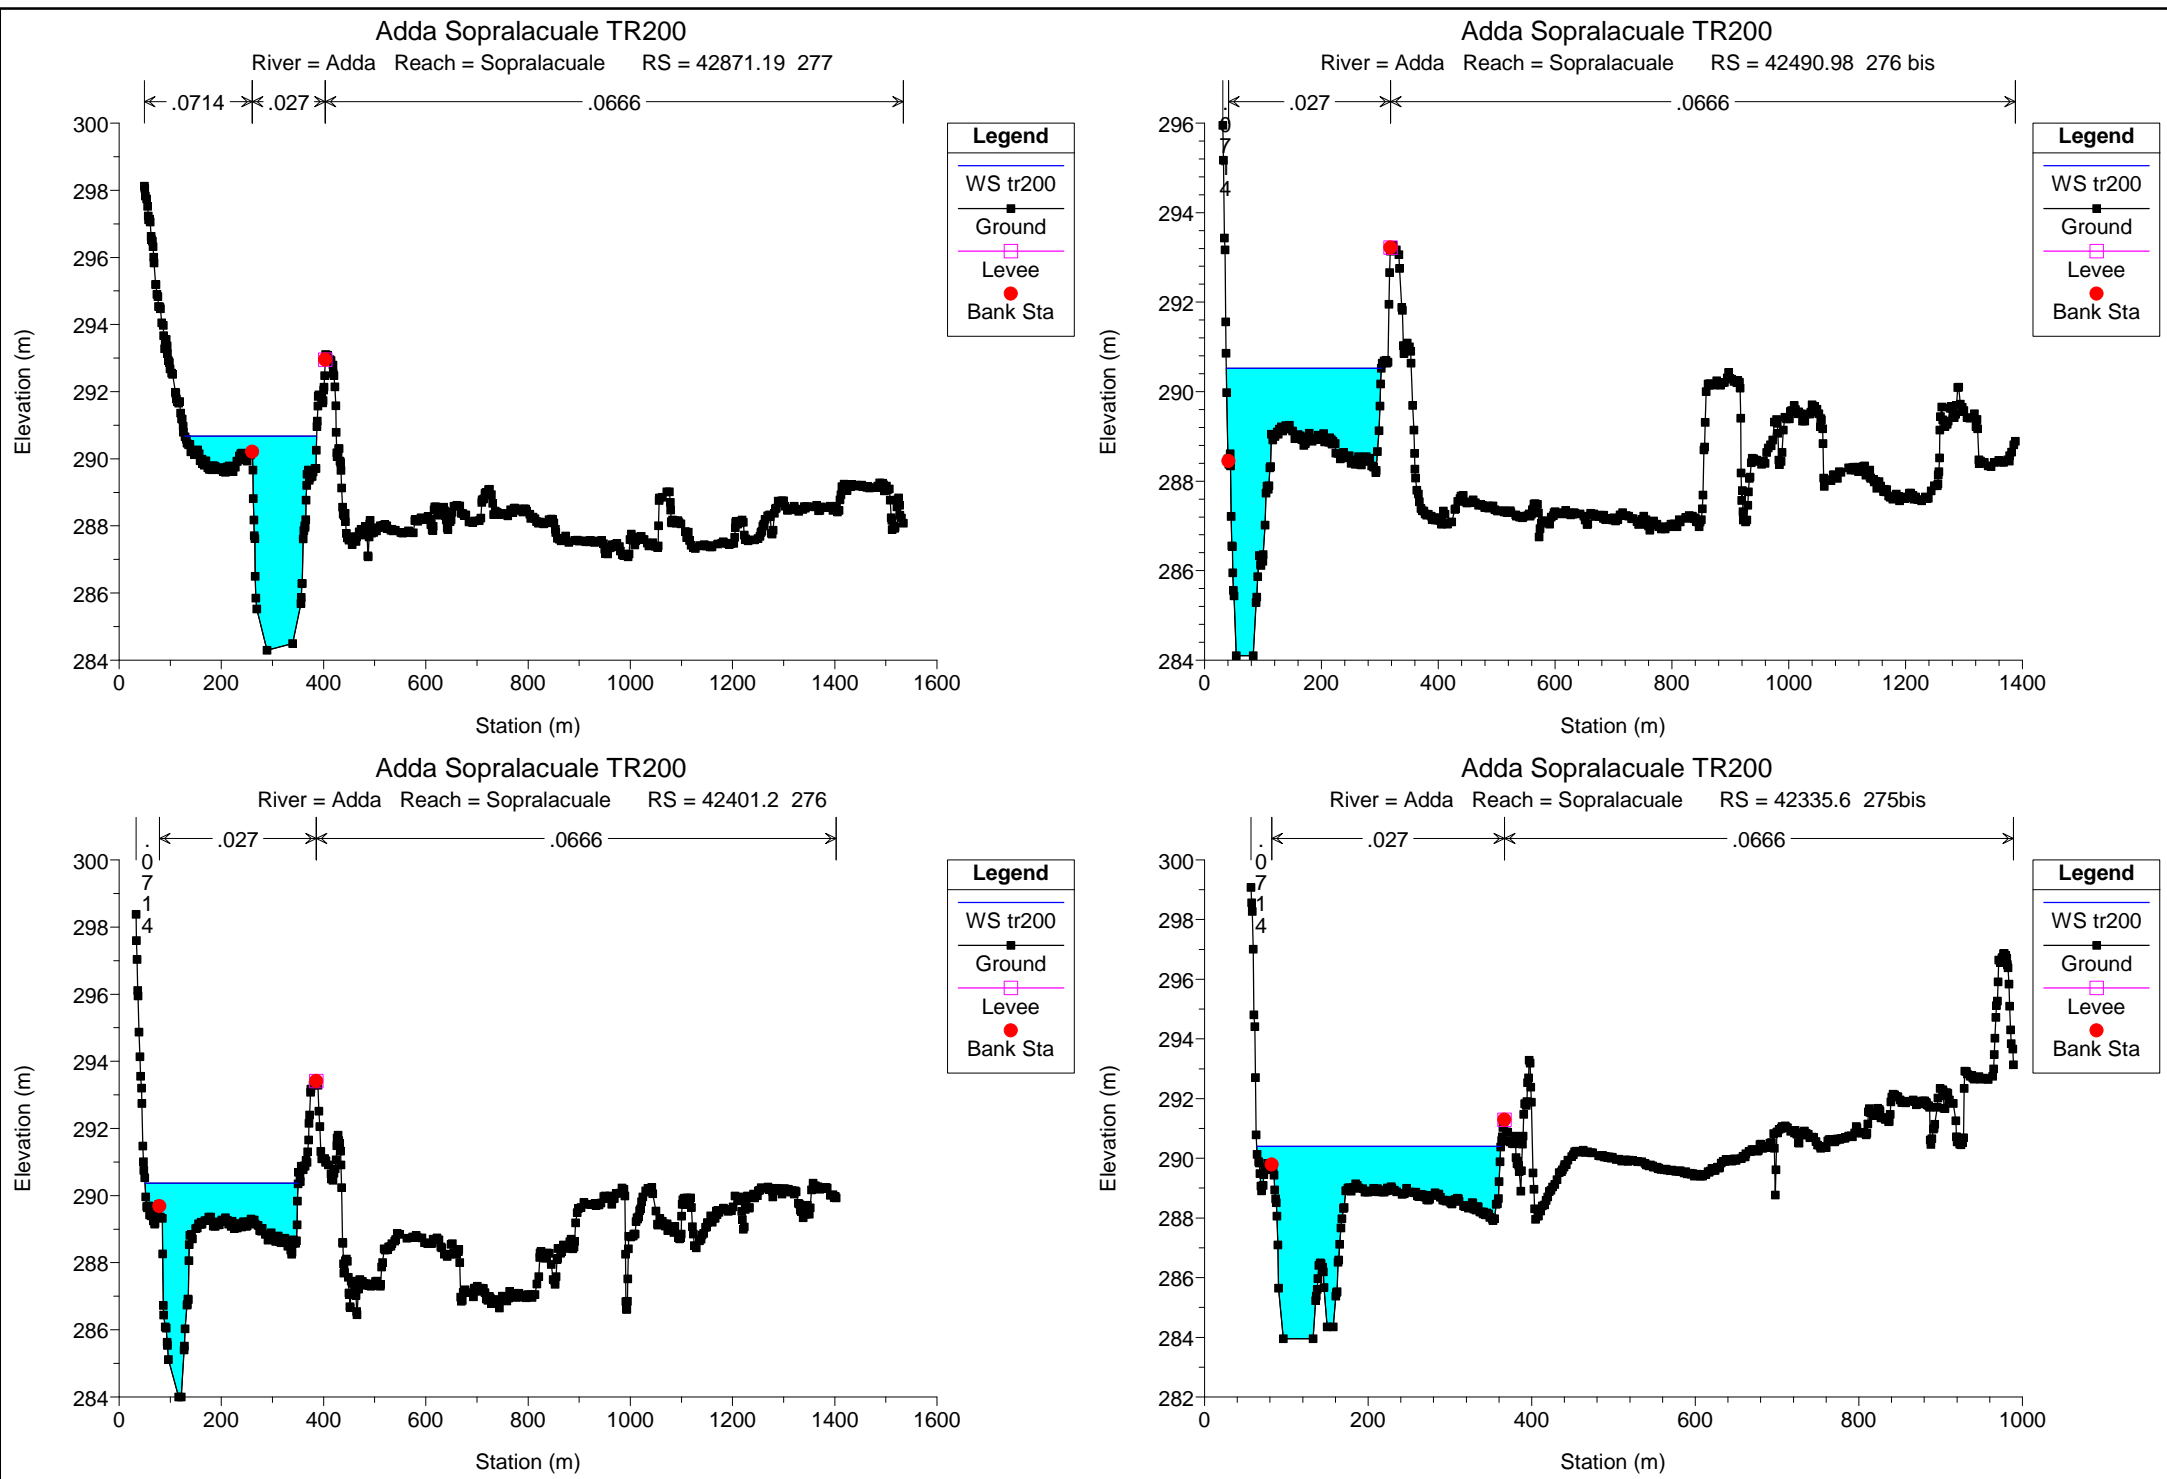 Adda Sopralacuale TR200
River = Adda Reach = Sopralacuale RS = 42871.19 277
.0714 .027 .0666
300
298
296
294
292
290
288
286
284
0 200 400 600 800 1000 1200 1400 1600
Station (m)
Elevation (m)
Legend
WS tr200
Ground
Levee
Bank Sta
Adda Sopralacuale TR200
River = Adda Reach = Sopralacuale RS = 42490.98 276 bis
.0714 .027 .0666
296
294
292
290
288
286
284
0 200 400 600 800 1000 1200 1400
Station (m)
Elevation (m)
Legend
WS tr200
Ground
Levee
Bank Sta
Adda Sopralacuale TR200
River = Adda Reach = Sopralacuale RS = 42401.2 276
.0714 .027 .0666
300
298
296
294
292
290
288
286
284
0 200 400 600 800 1000 1200 1400 1600
Station (m)
Elevation (m)
Legend
WS tr200
Ground
Levee
Bank Sta
Adda Sopralacuale TR200
River = Adda Reach = Sopralacuale RS = 42335.6 275bis
.0714 .027 .0666
300
298
296
294
292
290
288
286
284
282
0 200 400 600 800 1000
Station (m)
Elevation (m)
Legend
WS tr200
Ground
Levee
Bank Sta